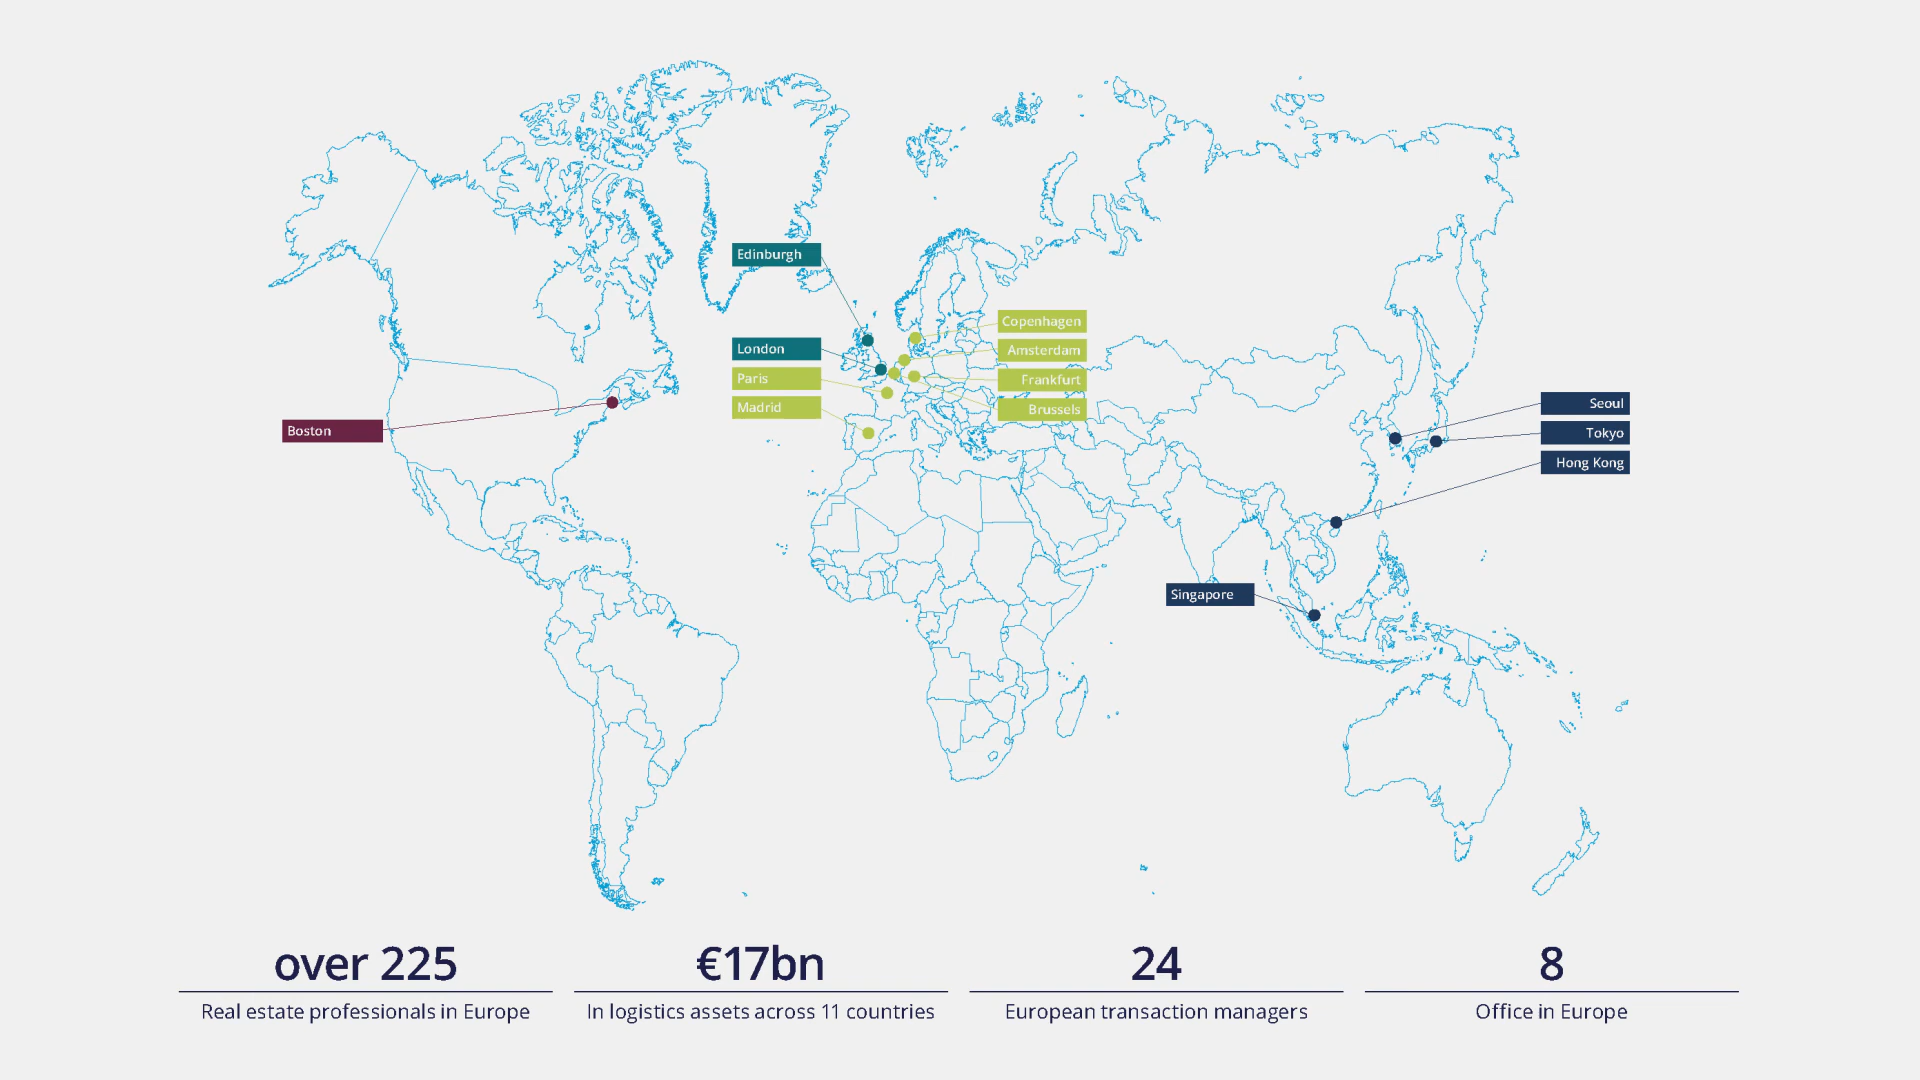 Edinburgh
London
Paris
Madrid
Copenhagen
Amsterdam
Frankfurt
Brussels
Boston
Seoul
Tokyo
Hong Kong
Singapore
over 225
Real estate professionals in Europe
€17bn
In logistics assets across 11 countries
24
European transaction managers
8
Office in Europe